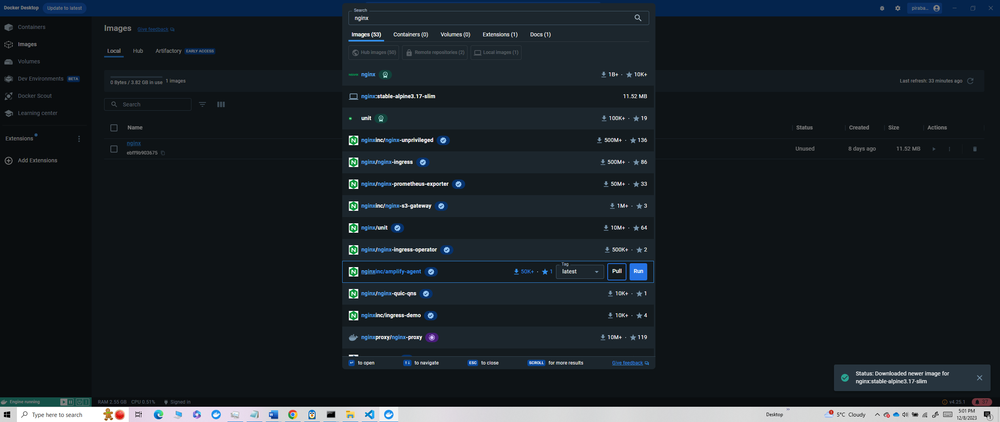 Docker Desktop
Update to latest
piraba...
Containers
Images
Volumes
Dev Environments BETA
Docker Scout
Learning center
Extensions
Add Extensions
Images Give feedback
Local Hub Artifactory EARLY ACCESS
0 Bytes / 3.82 GB in use 1 images
Last refresh: 33 minutes ago
Search
Name Status Created Size Actions
nginx
ebff9b903675
Unused 8 days ago 11.52 MB
Search
nginx
Images (53) Containers (0) Volumes (0) Extensions (1) Docs (1)
Hub images (50) Remote repositories (2) Local images (1)
NGINX nginx 1B+ · 10K+
nginx:stable-alpine3.17-slim 11.52 MB
unit 100K+ · 19
nginxinc/nginx-unprivileged 500M+ · 136
nginx/nginx-ingress 500M+ · 86
nginx/nginx-prometheus-exporter 50M+ · 33
nginxinc/nginx-s3-gateway 1M+ · 3
nginx/unit 10M+ · 64
nginx/nginx-ingress-operator 500K+ · 2
Tag
nginxinc/amplify-agent 50K+ · 1 latest Pull Run
nginx/nginx-quic-qns 10K+ · 1
nginxinc/ingress-demo 10K+ · 4
nginxproxy/nginx-proxy 10M+ · 119
to open to navigate ESC to close SCROLL for more results Give feedback
Status: Downloaded newer image for
nginx:stable-alpine3.17-slim
Engine running
RAM 2.55 GB CPU 0.51% Signed in
v4.25.1 37
Type here to search
Desktop
1
5°C Cloudy
5:01 PM
12/8/2023
1